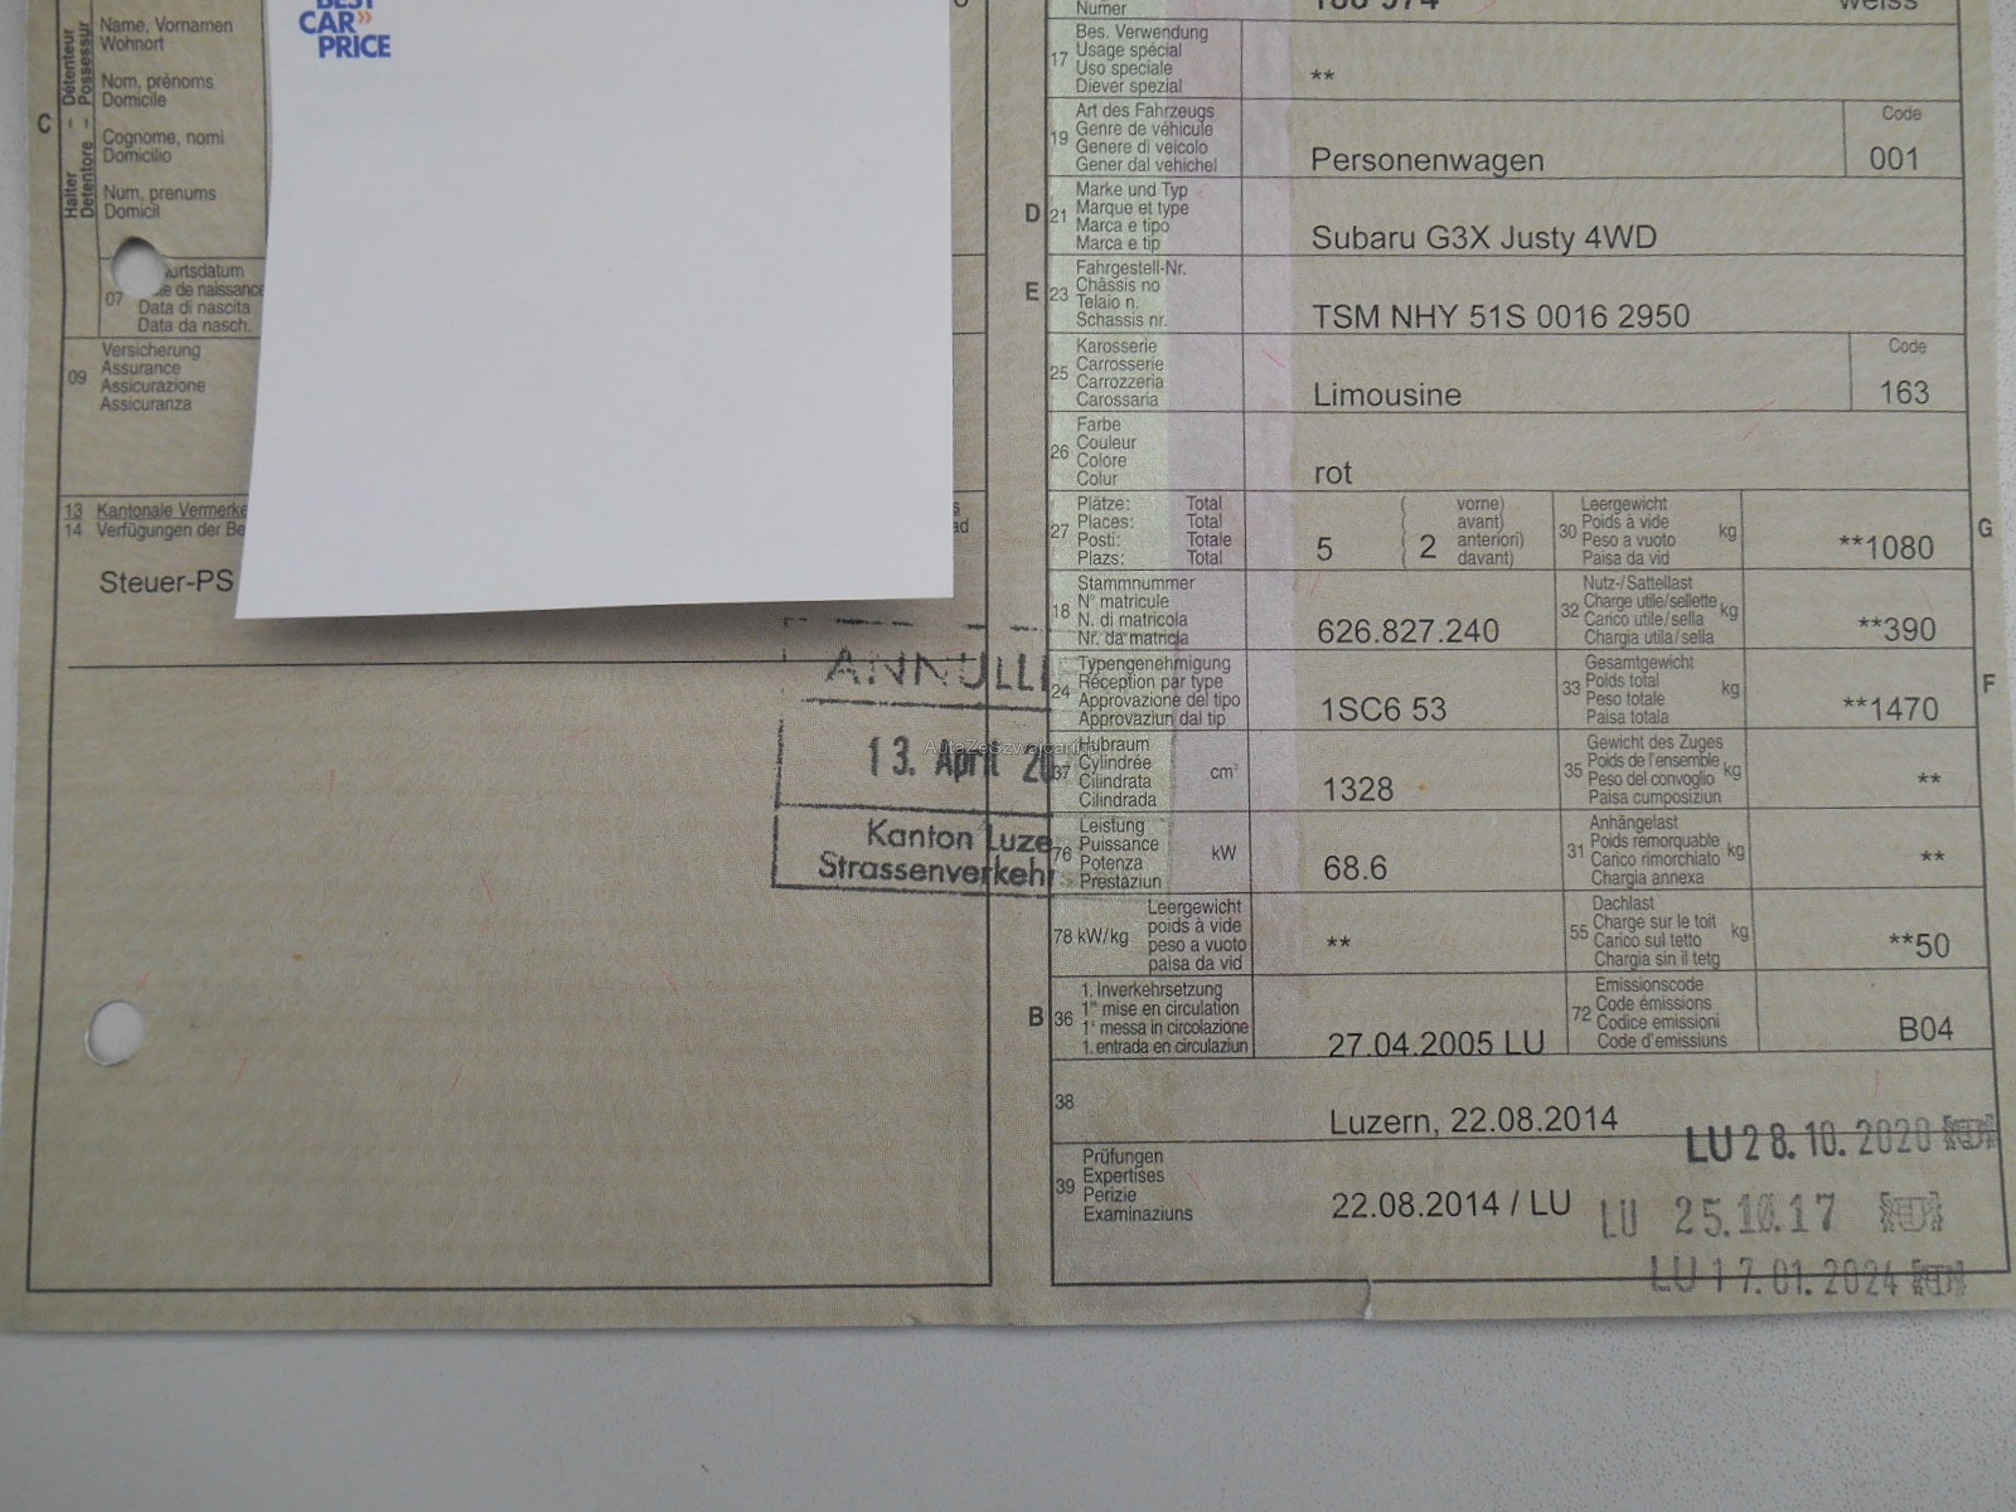 Name, Vornamen
Wohnort
Nom, prénoms
Domicile
Cognome, nomi
Domicilio
Num, prenums
Domicil
C
Halter – Détenteur
Detentore – Possessur
BEST
CAR»
PRICE
07
urtsdatum
de naissance
Data di nascita
Data da nasch.
09
Versicherung
Assurance
Assicurazione
Assicuranza
13 Kantonale Vermerke
14 Verfügungen der Be
s
ad
Steuer-PS
ANNULLI
13. April 20
Kanton Luze
Strassenverkehr
AutaZeSzwajcarii.pl
Numer
weiss
17
Bes. Verwendung
Usage spécial
Uso speciale
Diever spezial
**
19
Art des Fahrzeugs
Genre de véhicule
Genere di veicolo
Gener dal vehichel
Personenwagen
Code
001
D 21
Marke und Typ
Marque et type
Marca e tipo
Marca e tip
Subaru G3X Justy 4WD
E 23
Fahrgestell-Nr.
Châssis no
Telaio n.
Schassis nr.
TSM NHY 51S 0016 2950
25
Karosserie
Carrosserie
Carrozzeria
Carossaria
Limousine
Code
163
26
Farbe
Couleur
Colore
Colur
rot
27
Plätze: Total
Places: Total
Posti: Totale
Plazs: Total
5
( vorne)
avant)
( 2 anteriori)
( davant)
30
Leergewicht
Poids à vide
Peso a vuoto
Paisa da vid
kg
**1080
G
18
Stammnummer
N° matricule
N. di matricola
Nr. da matricla
626.827.240
32
Nutz-/Sattellast
Charge utile/sellette
Carico utile/sella
Chargia utila/sella
kg
**390
24
Typengenehmigung
Réception par type
Approvazione del tipo
Approvaziun dal tip
1SC6 53
33
Gesamtgewicht
Poids total
Peso totale
Paisa totala
kg
**1470
F
37
Hubraum
Cylindrée
Cilindrata
Cilindrada
cm³
1328
35
Gewicht des Zuges
Poids de l'ensemble
Peso del convoglio
Paisa cumposiziun
kg
**
76
Leistung
Puissance
Potenza
Prestaziun
kW
68.6
31
Anhängelast
Poids remorquable
Carico rimorchiato
Chargia annexa
kg
**
78 kW/kg
Leergewicht
poids à vide
peso a vuoto
paisa da vid
**
55
Dachlast
Charge sur le toit
Carico sul tetto
Chargia sin il tetg
kg
**50
B 36
1. Inverkehrsetzung
1re mise en circulation
1a messa in circolazione
1. entrada en circulaziun
27.04.2005 LU
72
Emissionscode
Code émissions
Codice emissioni
Code d'emissiuns
B04
38
Luzern, 22.08.2014
LU 28.10.2020
39
Prüfungen
Expertises
Perizie
Examinaziuns
22.08.2014 / LU
LU 25.10.17
LU 17.01.2024